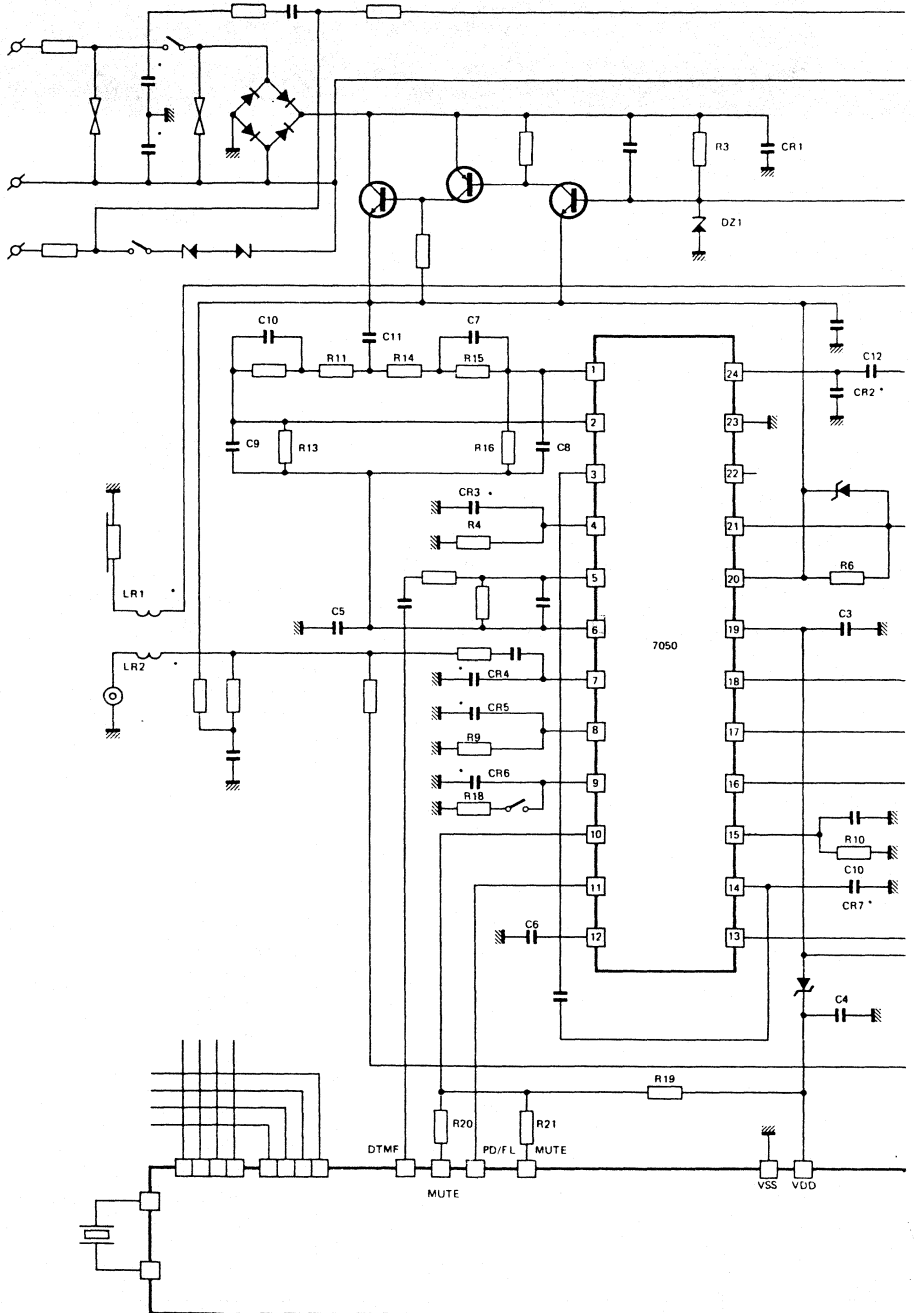 R3
CR1
DZ1
C10
C11
C7
R11
R14
R15
C12
CR2 *
C9
R13
R16
C8
1
2
3
4
5
6
7
8
9
10
11
12
24
23
22
21
20
19
18
17
16
15
14
13
7050
CR3 *
R4
R6
LR1 *
C5
C3
LR2 *
* CR4
* CR5
R9
* CR6
R18
R10
C10
CR7 *
C6
C4
R19
R20
R21
DTMF
PD/FL
MUTE
MUTE
VSS
VDD